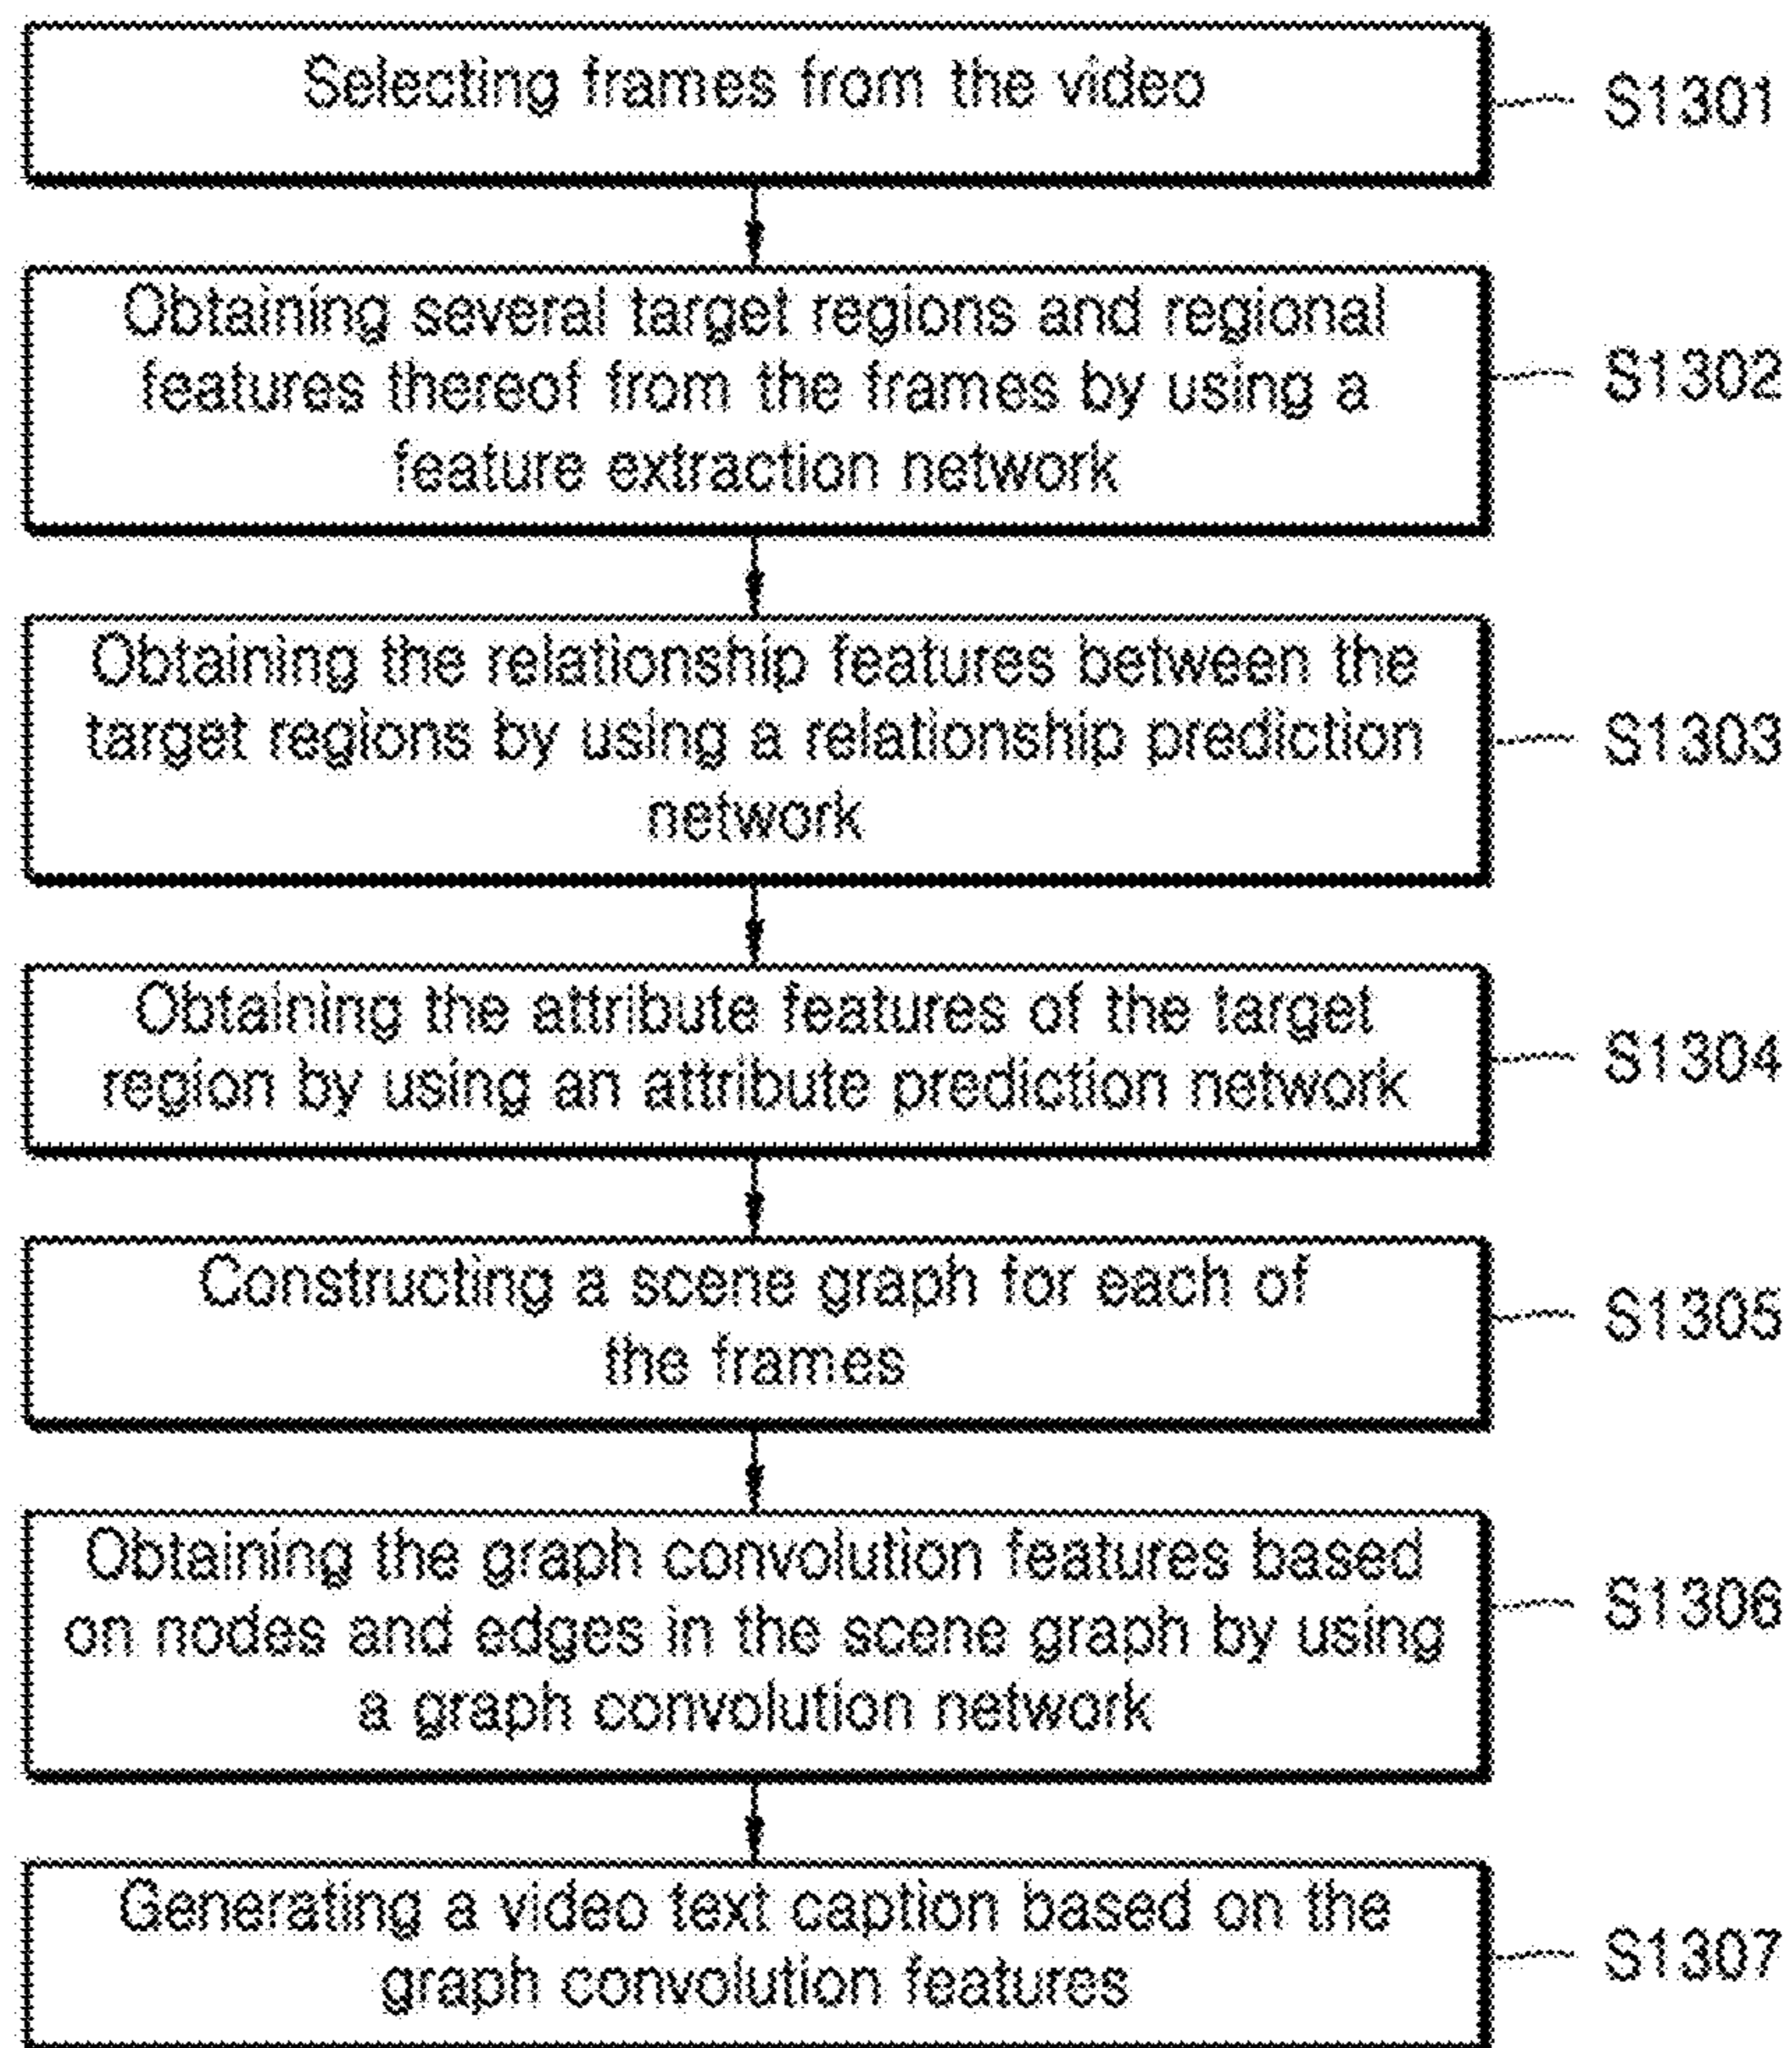 Selecting frames from the video
S1301
Obtaining several target regions and regional
features thereof from the frames by using a
feature extraction network
S1302
Obtaining the relationship features between the
target regions by using a relationship prediction
network
S1303
Obtaining the attribute features of the target
region by using an attribute prediction network
S1304
Constructing a scene graph for each of
the frames
S1305
Obtaining the graph convolution features based
on nodes and edges in the scene graph by using
a graph convolution network
S1306
Generating a video text caption based on the
graph convolution features
S1307